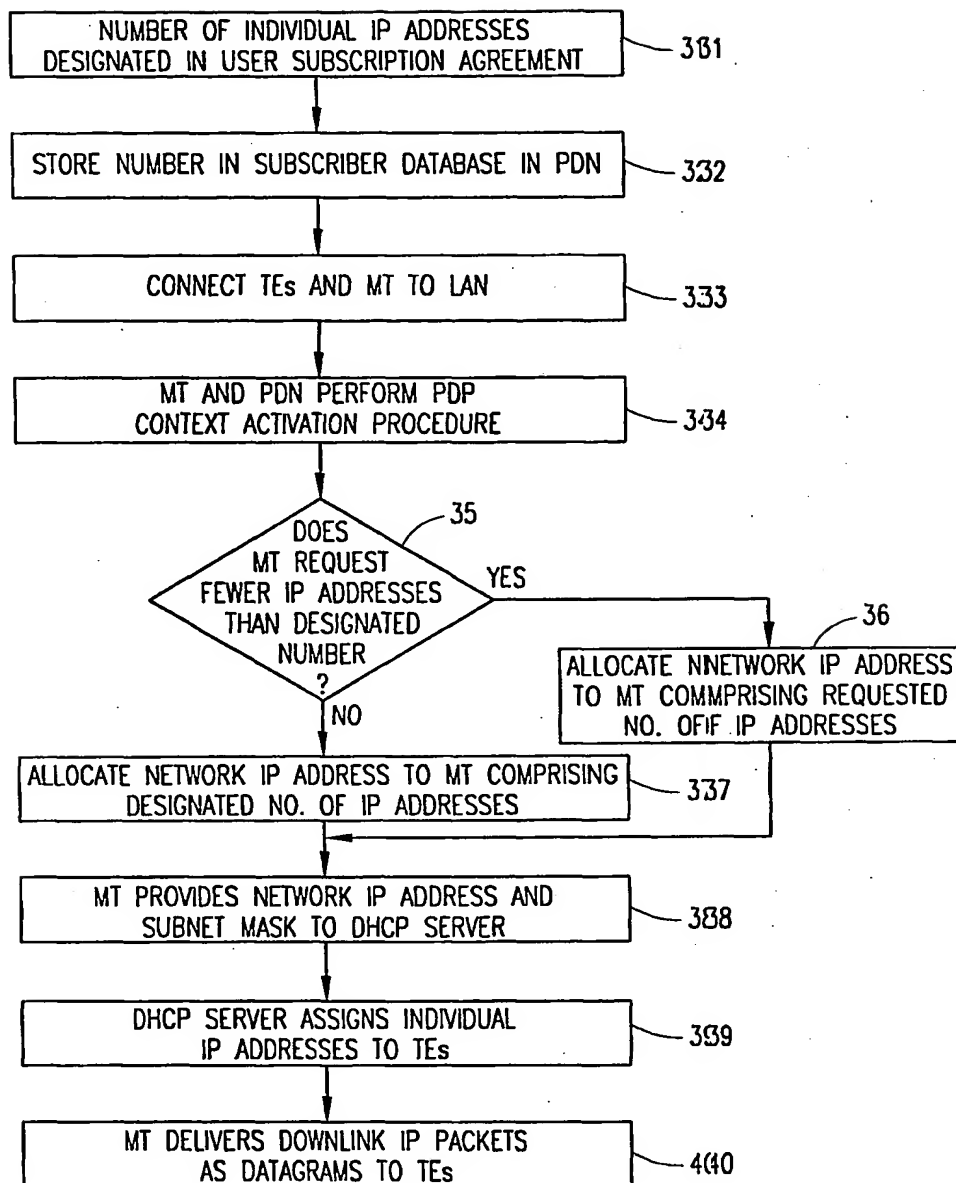 NUMBER OF INDIVIDUAL IP ADDRESSES
DESIGNATED IN USER SUBSCRIPTION AGREEMENT
331
STORE NUMBER IN SUBSCRIBER DATABASE IN PDN
332
CONNECT TEs AND MT TO LAN
333
MT AND PDN PERFORM PDP
CONTEXT ACTIVATION PROCEDURE
334
35
DOES
MT REQUEST
FEWER IP ADDRESSES
THAN DESIGNATED
NUMBER
?
YES
NO
36
ALLOCATE NNETWORK IP ADDRESS
TO MT COMMPRISING REQUESTED
NO. OFIF IP ADDRESSES
ALLOCATE NETWORK IP ADDRESS TO MT COMPRISING
DESIGNATED NO. OF IP ADDRESSES
337
MT PROVIDES NETWORK IP ADDRESS AND
SUBNET MASK TO DHCP SERVER
338
DHCP SERVER ASSIGNS INDIVIDUAL
IP ADDRESSES TO TEs
339
MT DELIVERS DOWNLINK IP PACKETS
AS DATAGRAMS TO TEs
4040